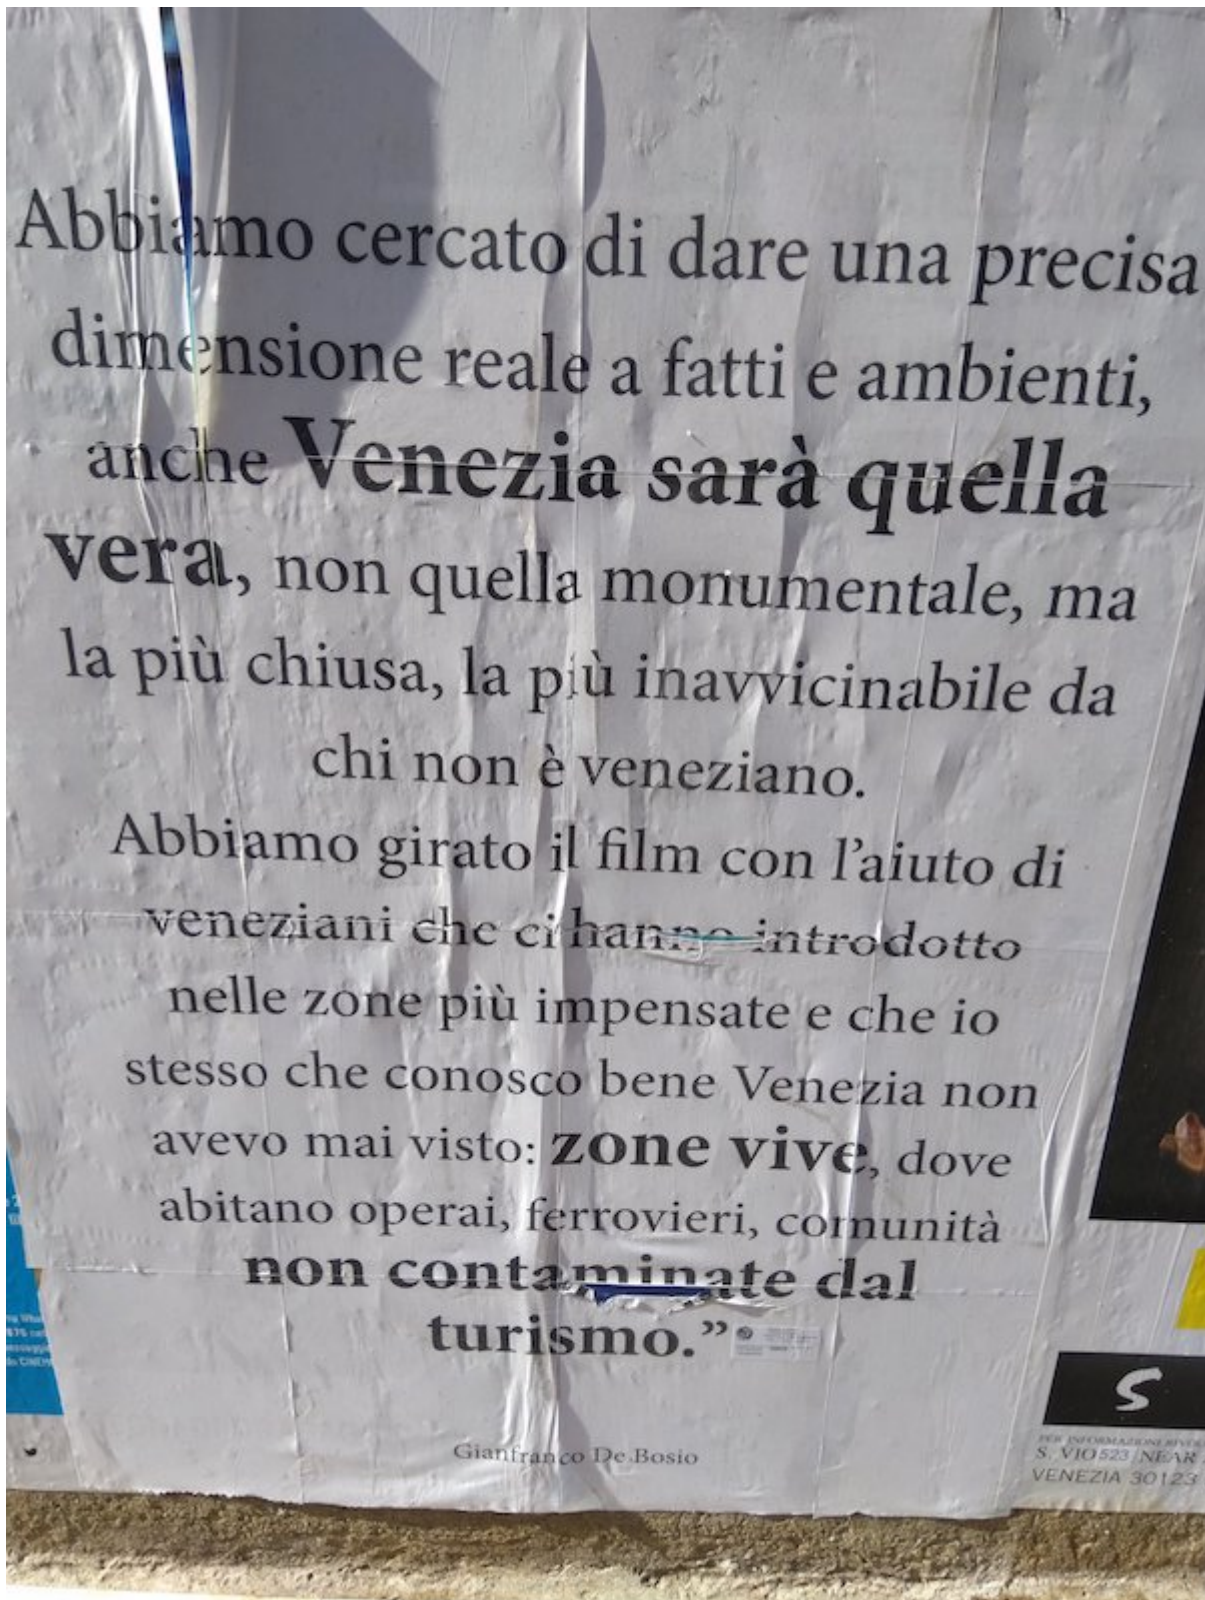 Abbiamo cercato di dare una precisa
dimensione reale a fatti e ambienti,
anche Venezia sarà quella
vera, non quella monumentale, ma
la più chiusa, la più inavvicinabile da
chi non è veneziano.
Abbiamo girato il film con l'aiuto di
veneziani che ci hanno introdotto
nelle zone più impensate e che io
stesso che conosco bene Venezia non
avevo mai visto: zone vive, dove
abitano operai, ferrovieri, comunità
non contaminate dal
turismo.”
Gianfranco De Bosio
S
S. VIO 523 NEAR
VENEZIA 30123